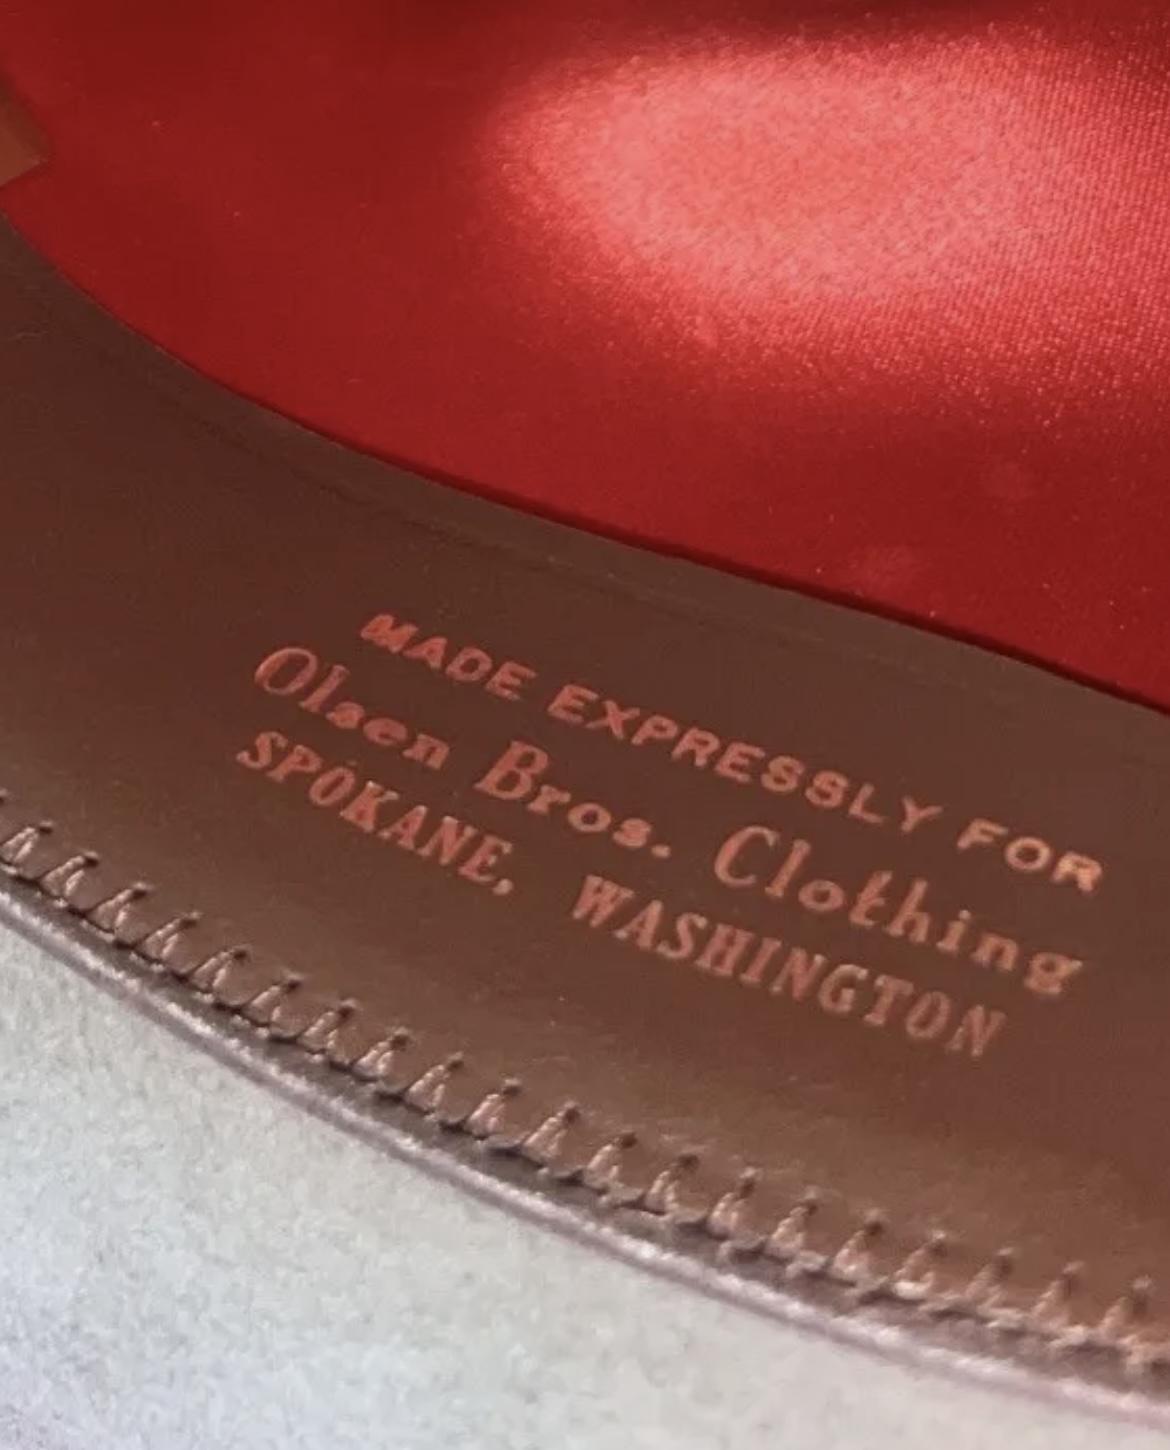 MADE EXPRESSLY FOR
Olsen Bros. Clothing
SPOKANE, WASHINGTON